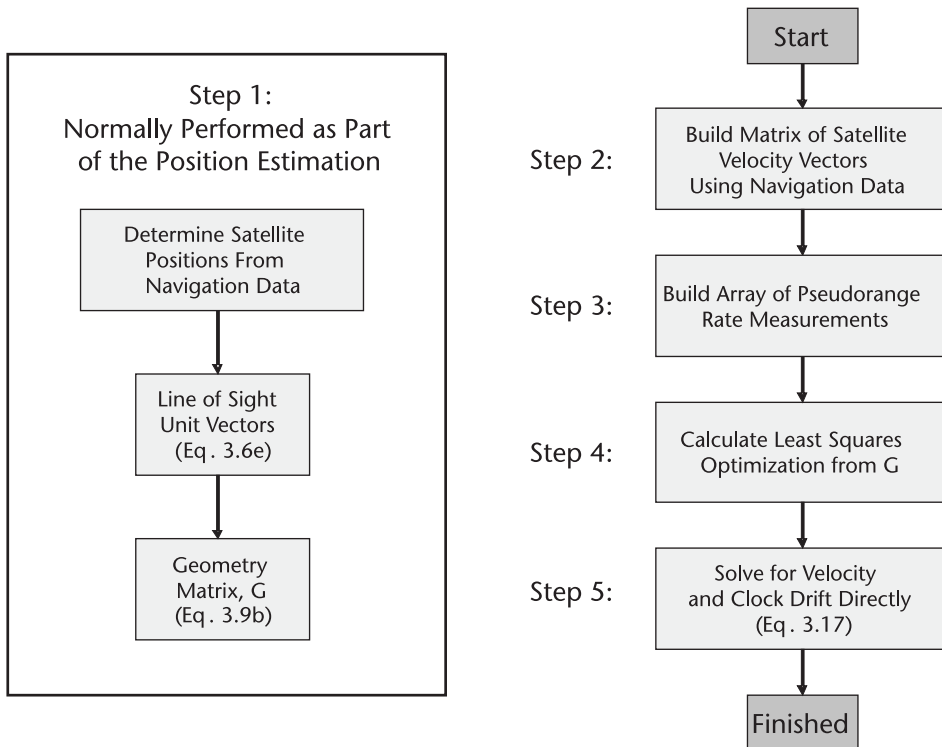 Step 1:
Normally Performed as Part
of the Position Estimation
Determine Satellite
Positions From
Navigation Data
Line of Sight
Unit Vectors
(Eq. 3.6e)
Geometry
Matrix, G
(Eq. 3.9b)
Start
Step 2:
Build Matrix of Satellite
Velocity Vectors
Using Navigation Data
Step 3:
Build Array of Pseudorange
Rate Measurements
Step 4:
Calculate Least Squares
Optimization from G
Step 5:
Solve for Velocity
and Clock Drift Directly
(Eq. 3.17)
Finished